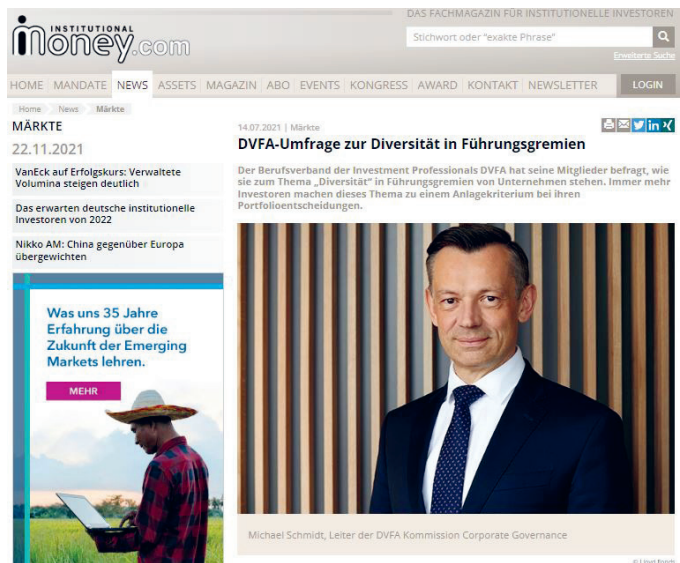 DAS FACHMAGAZIN FÜR INSTITUTIONELLE INVESTOREN
INSTITUTIONAL
money.com
Stichwort oder "exakte Phrase"
Erweiterte Suche
HOME MANDATE NEWS ASSETS MAGAZIN ABO EVENTS KONGRESS AWARD KONTAKT NEWSLETTER LOGIN
Home News Märkte
MÄRKTE
22.11.2021
VanEck auf Erfolgskurs: Verwaltete
Volumina steigen deutlich
Das erwarten deutsche institutionelle
Investoren von 2022
Nikko AM: China gegenüber Europa
übergewichten
Was uns 35 Jahre
Erfahrung über die
Zukunft der Emerging
Markets lehren.
MEHR
14.07.2021 | Märkte
DVFA-Umfrage zur Diversität in Führungsgremien
Der Berufsverband der Investment Professionals DVFA hat seine Mitglieder befragt, wie
sie zum Thema „Diversität" in Führungsgremien von Unternehmen stehen. Immer mehr
Investoren machen dieses Thema zu einem Anlagekriterium bei ihren
Portfolioentscheidungen.
Michael Schmidt, Leiter der DVFA Kommission Corporate Governance
© Lloyd Fonds